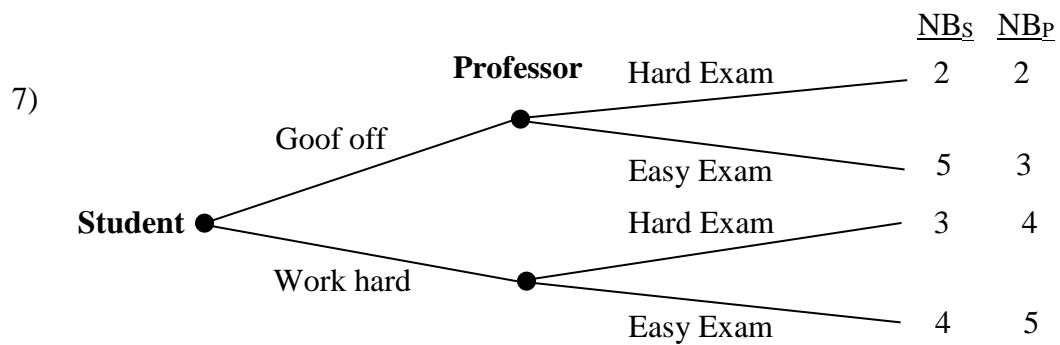 NBS NBP
Professor Hard Exam 2 2
7)
Goof off
Easy Exam 5 3
Student Hard Exam 3 4
Work hard
Easy Exam 4 5